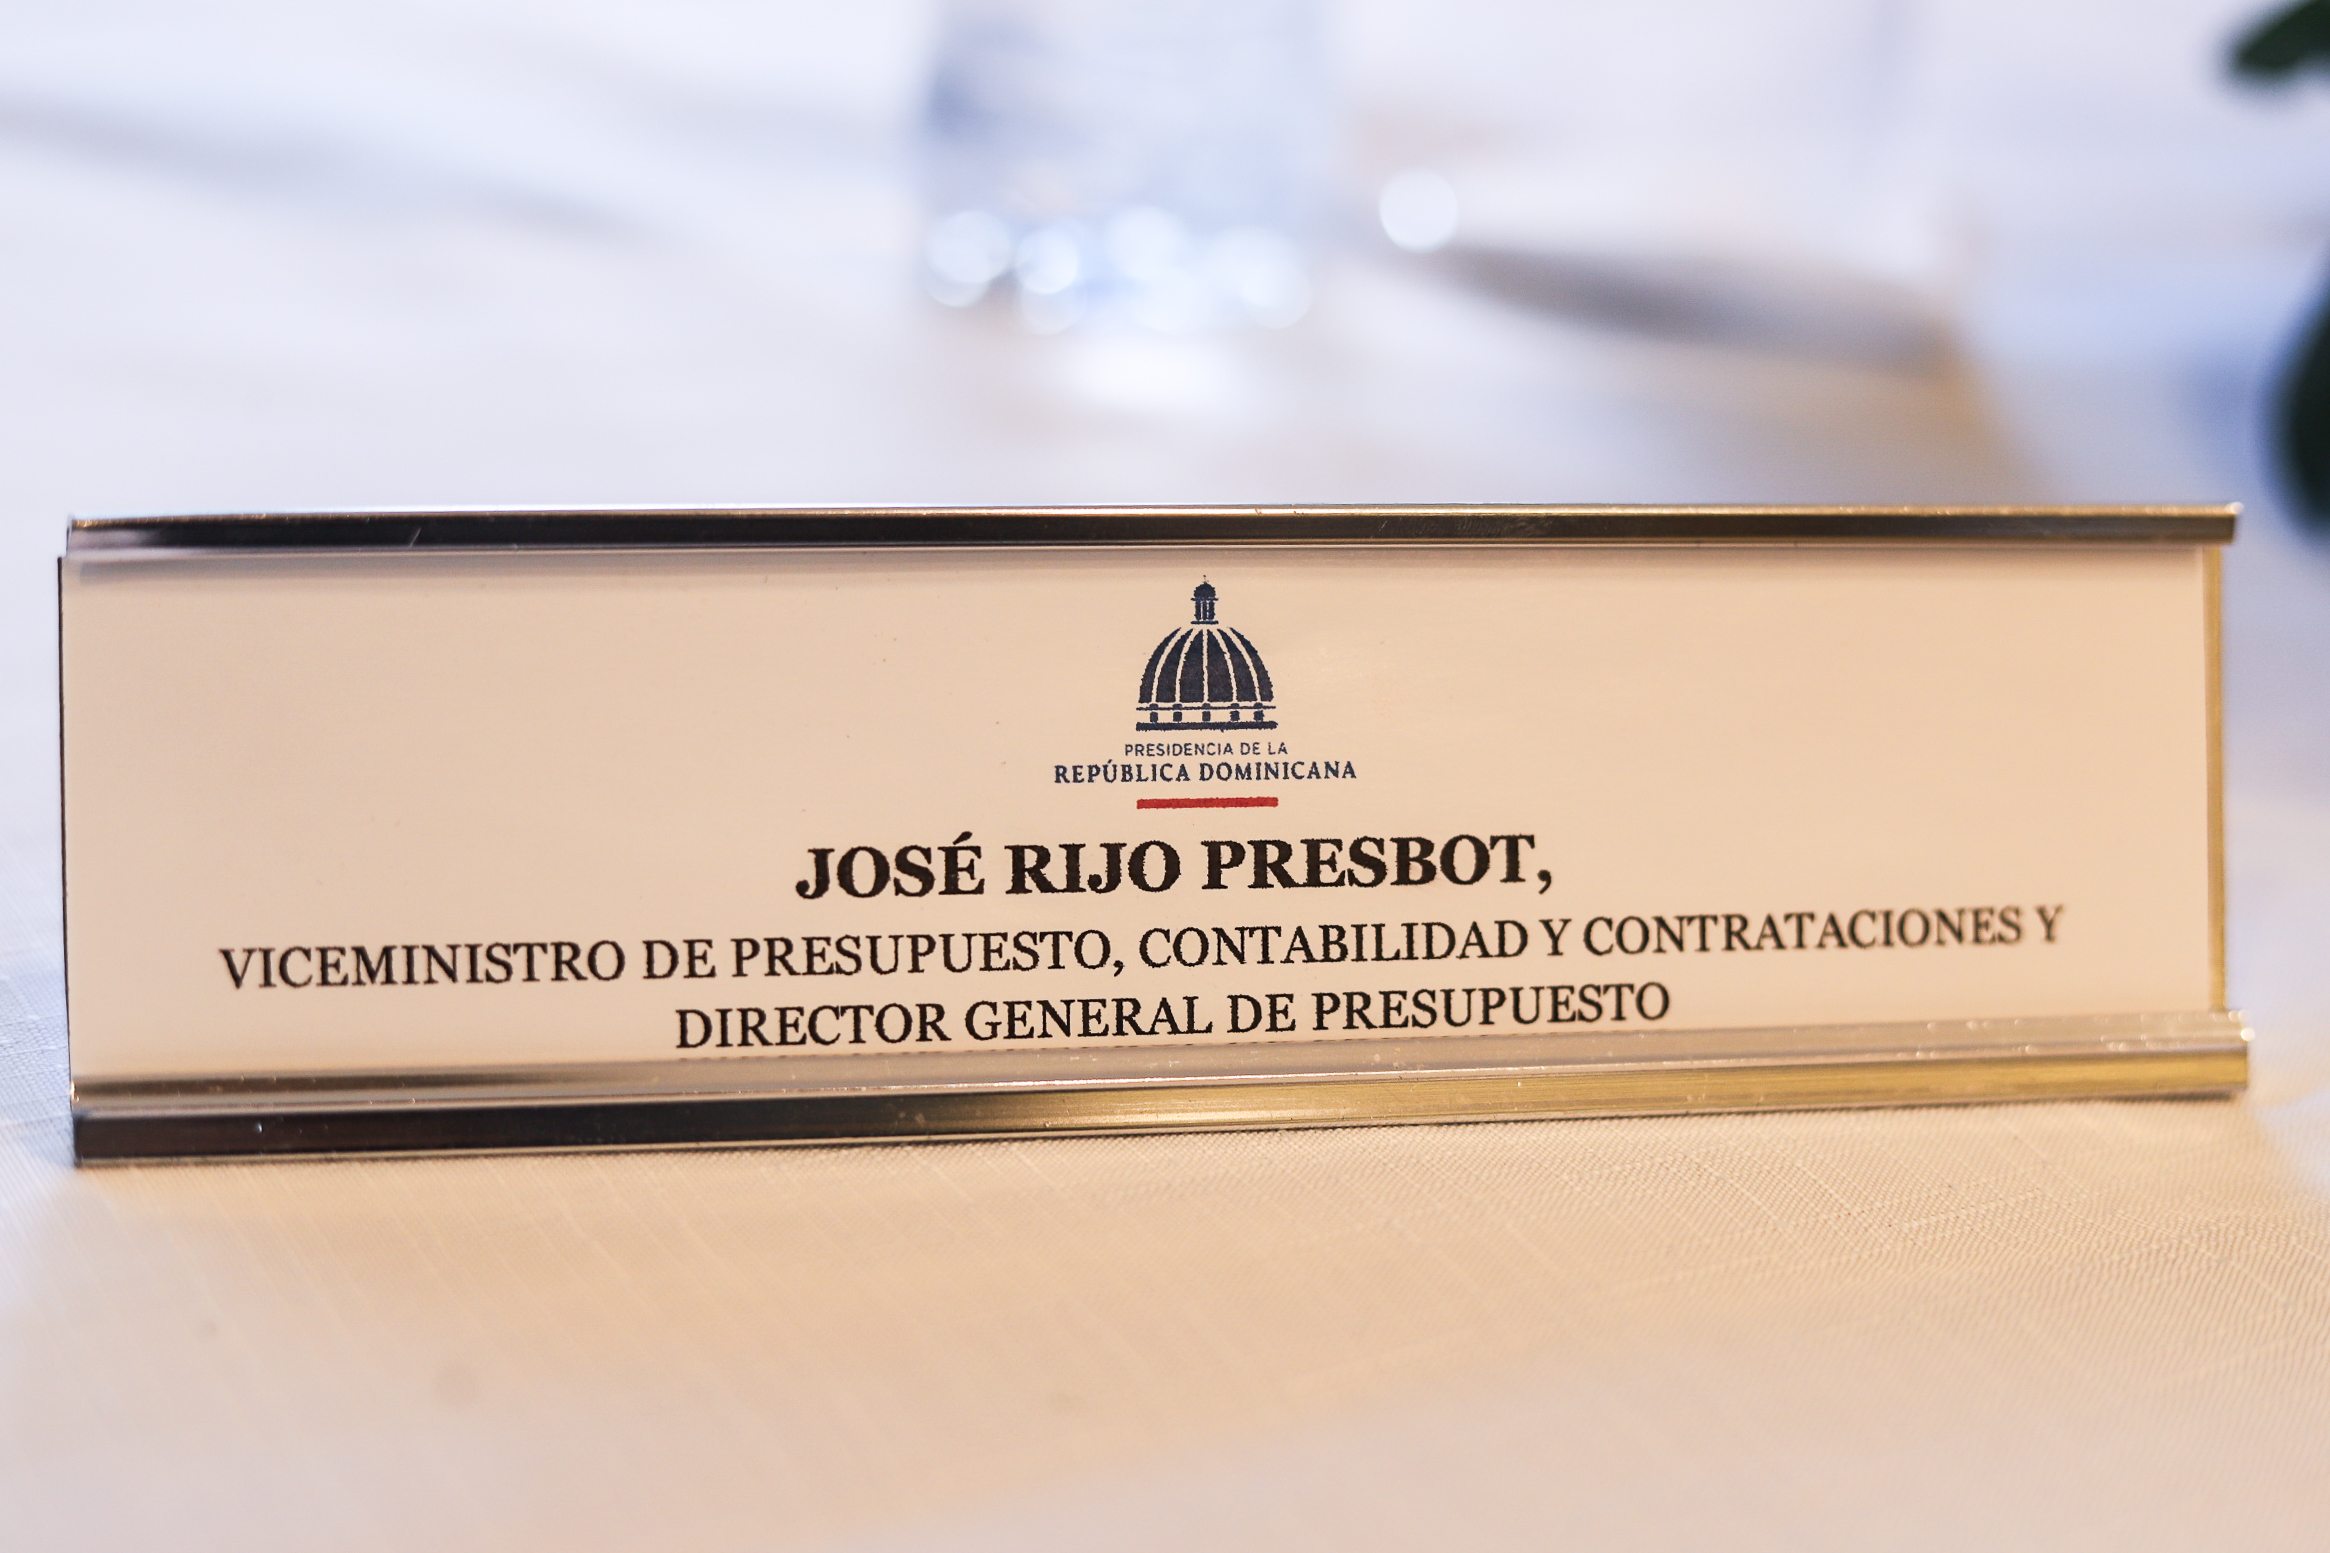 PRESIDENCIA DE LA
REPÚBLICA DOMINICANA
JOSÉ RIJO PRESBOT,
VICEMINISTRO DE PRESUPUESTO, CONTABILIDAD Y CONTRATACIONES Y
DIRECTOR GENERAL DE PRESUPUESTO